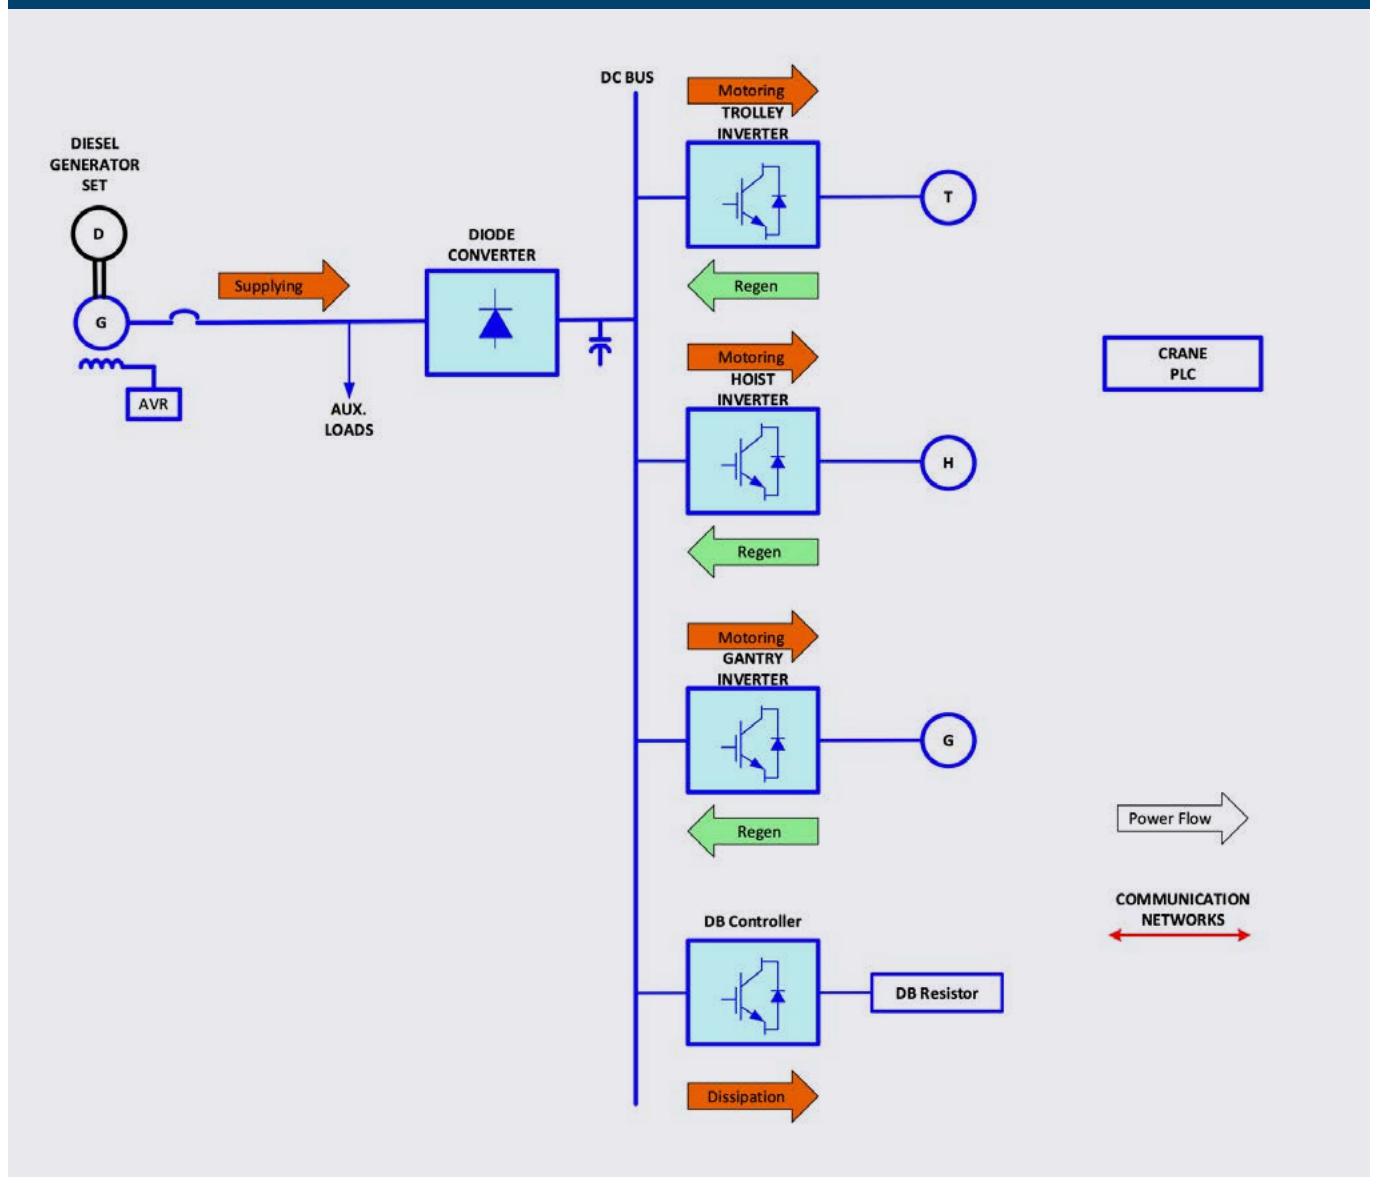 DC BUS
Motoring
TROLLEY
INVERTER
DIESEL
GENERATOR
SET
D
T
DIODE
CONVERTER
Supplying
Regen
G
AVR
AUX.
LOADS
Motoring
HOIST
INVERTER
CRANE
PLC
H
Regen
Motoring
GANTRY
INVERTER
G
Regen
Power Flow
COMMUNICATION
NETWORKS
DB Controller
DB Resistor
Dissipation